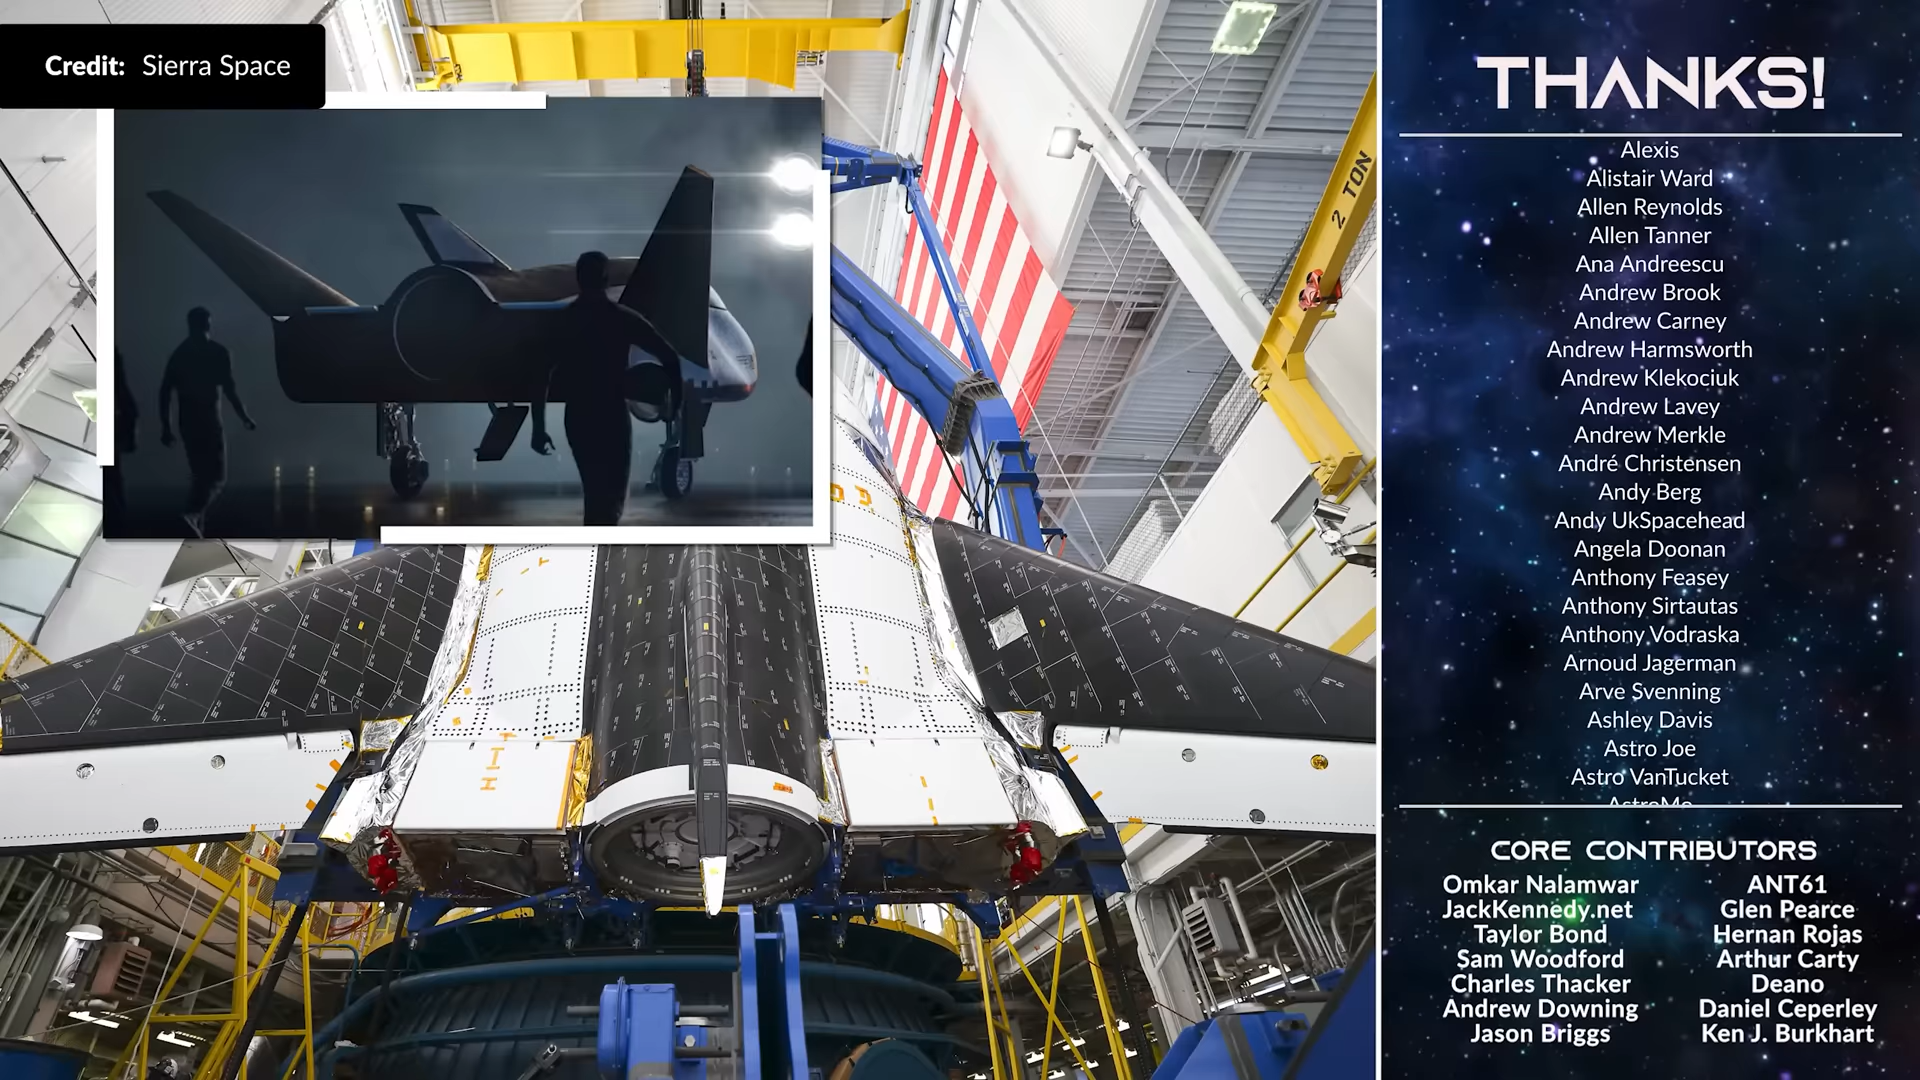 Credit: Sierra Space
2 TON
THANKS!
Alexis
Alistair Ward
Allen Reynolds
Allen Tanner
Ana Andreescu
Andrew Brook
Andrew Carney
Andrew Harmsworth
Andrew Klekociuk
Andrew Lavey
Andrew Merkle
André Christensen
Andy Berg
Andy UkSpacehead
Angela Doonan
Anthony Feasey
Anthony Sirtautas
Anthony Vodraska
Arnoud Jagerman
Arve Svenning
Ashley Davis
Astro Joe
Astro VanTucket
CORE CONTRIBUTORS
Omkar Nalamwar
JackKennedy.net
Taylor Bond
Sam Woodford
Charles Thacker
Andrew Downing
Jason Briggs
ANT61
Glen Pearce
Hernan Rojas
Arthur Carty
Deano
Daniel Ceperley
Ken J. Burkhart